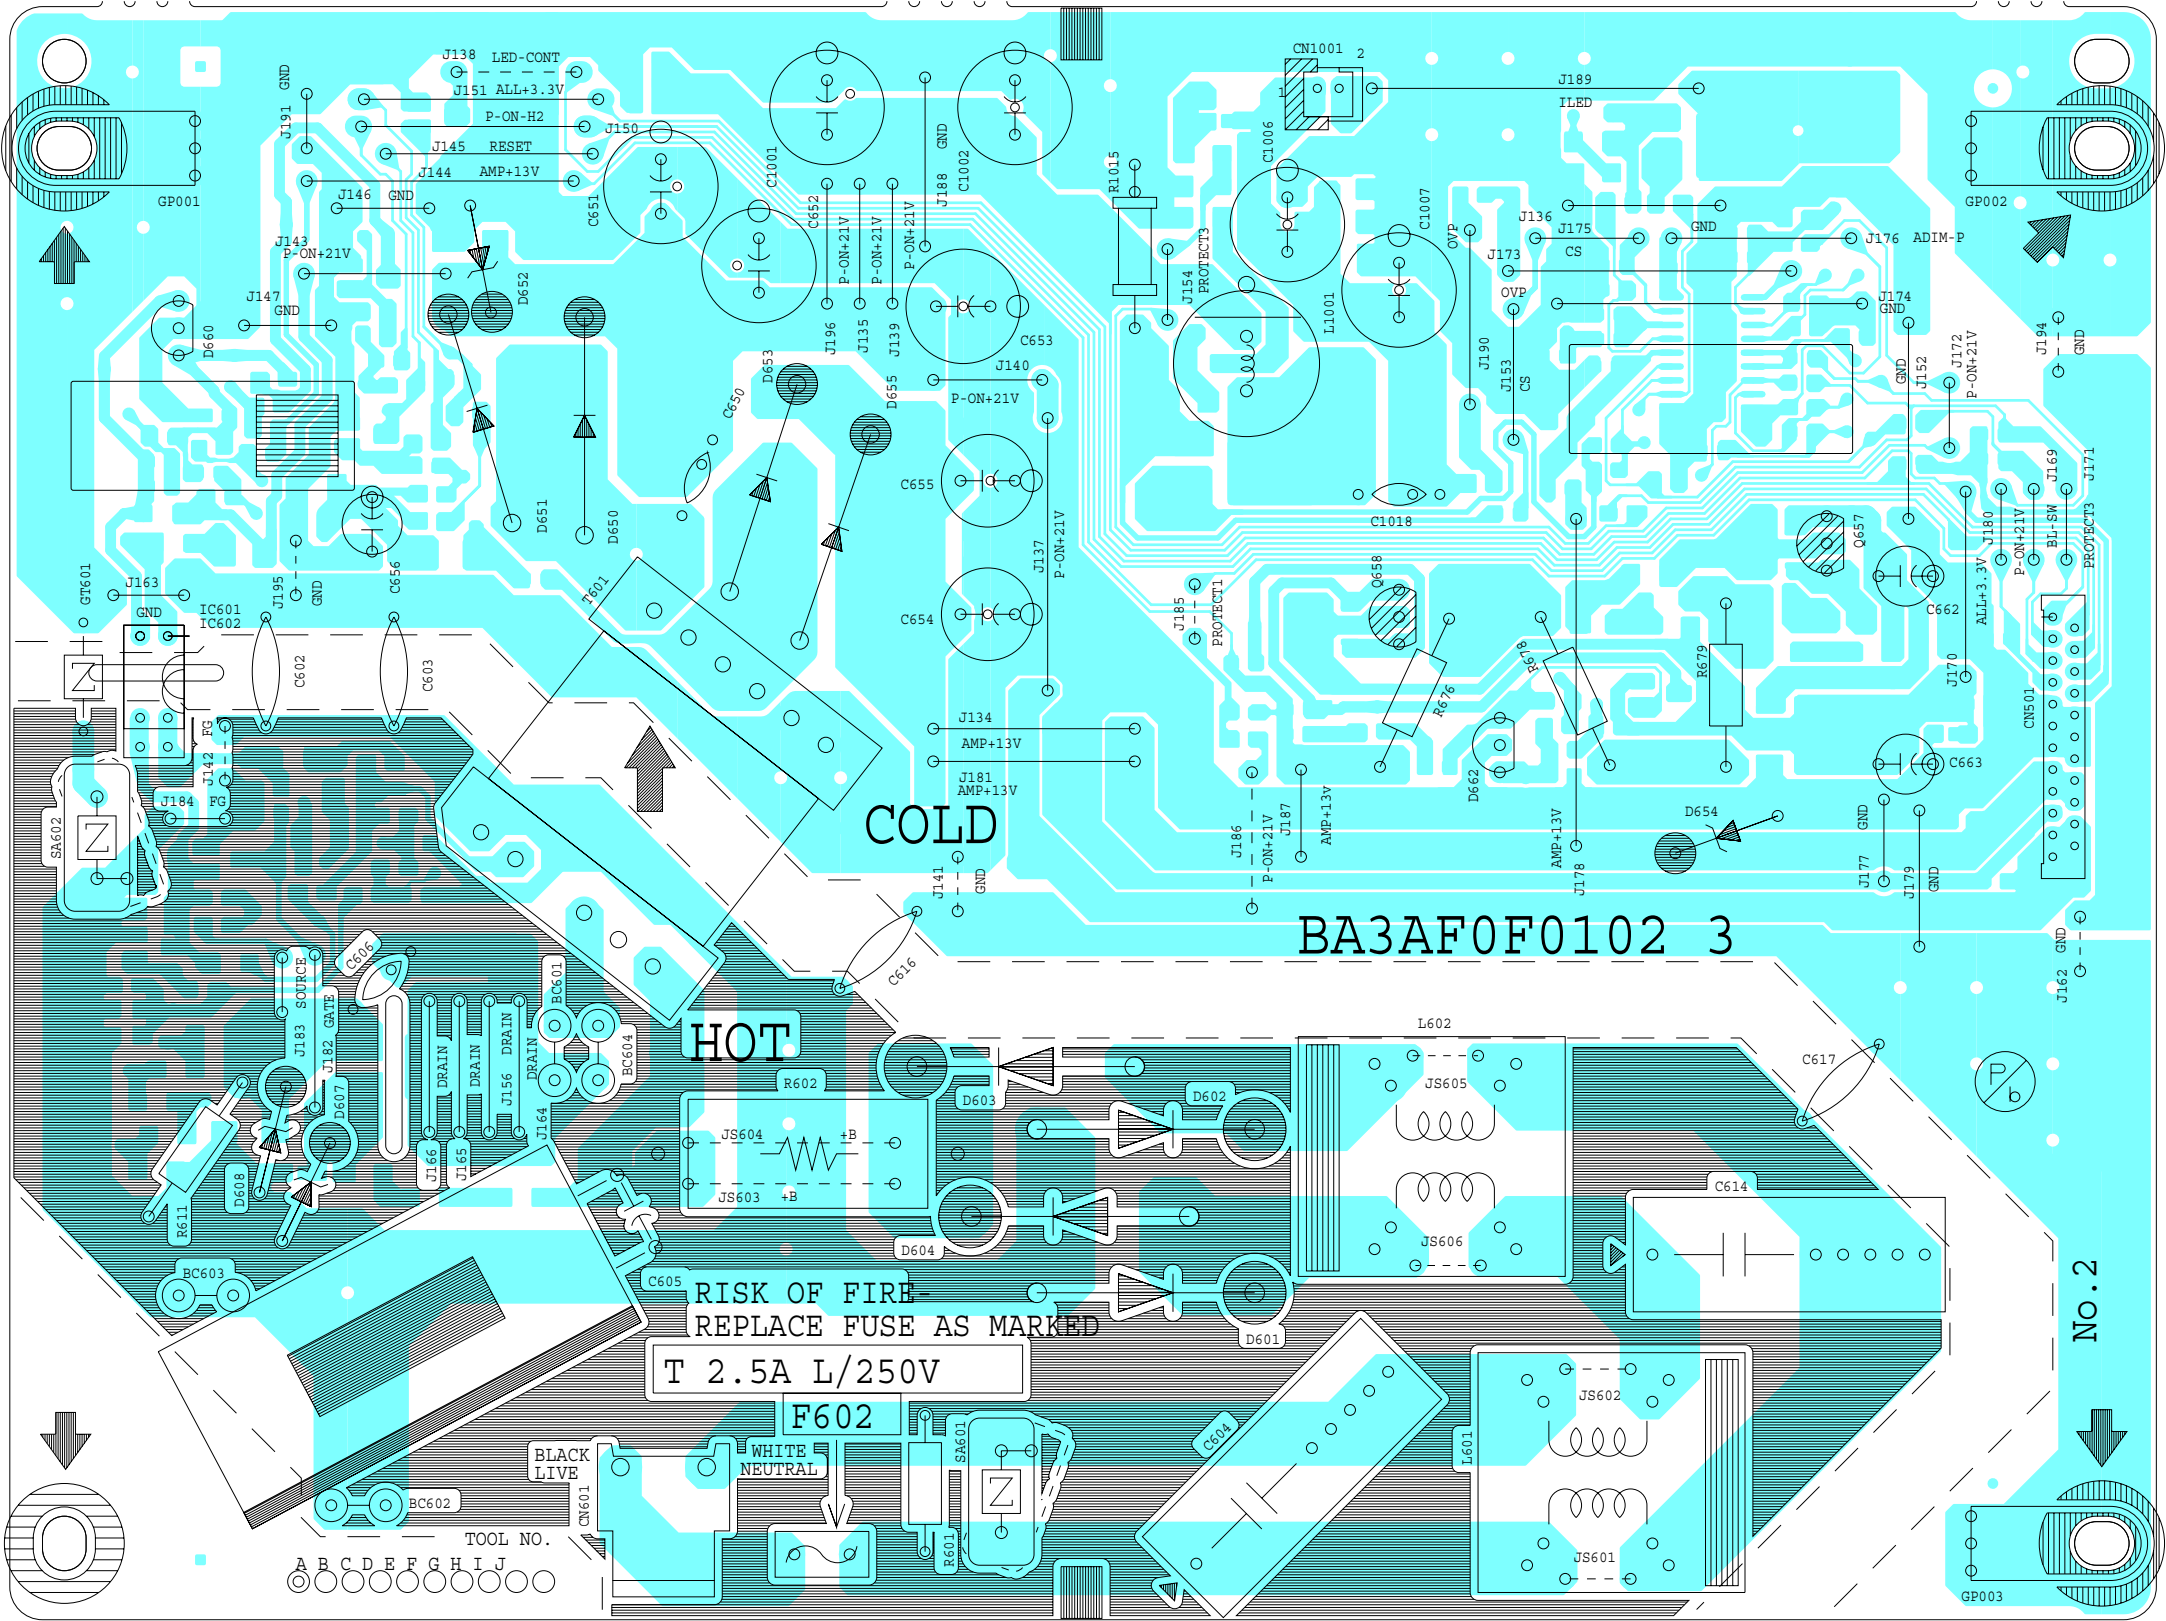 J138 LED-CONT
CN1001
2
J191 GND
J151 ALL+3.3V
J189
ILED
1
P-ON-H2
J150
J145 RESET
J144 AMP+13V
J146 GND
GP001
C651
C1001
C652
P-ON+21V
P-ON+21V
P-ON+21V
J188 GND
C1002
R1015
C1006
C1007
OVP
J136
GP002
J143
P-ON+21V
J175
CS
GND
J176 ADIM-P
J173
OVP
J154
PROTECT3
L1001
J147
GND
D652
D660
J174
GND
J196
J135
J139
C653
J190
J153
CS
GND
J152
J172
P-ON+21V
J194
GND
J140
P-ON+21V
C650
D653
D655
C655
D651
D650
C1018
J137
P-ON+21V
Q658
Q657
J169
J171
J180
P-ON+21V
BL-SW
PROTECT3
GT601
J163
GND
IC601
IC602
J195
GND
C656
T601
C654
J185
PROTECT1
C662
ALL+3.3V
J170
C602
C603
R676
R678
R679
CN501
FG
J142
J184 FG
SA602
J134
AMP+13V
J181
AMP+13V
COLD
D662
C663
J186
P-ON+21V
J187
AMP+13V
AMP+13V
J178
D654
GND
J177
J179
GND
J141
GND
BA3AF0F0102 3
C616
GND
J162
C606
SOURCE
J183
GATE
J182
D607
DRAIN
DRAIN
J156 DRAIN
DRAIN
BC601
BC604
J164
J166
J165
HOT
R602
JS604
+B
JS603 +B
D603
D602
L602
JS605
JS606
C617
P/b
D608
R611
D604
C614
BC603
C605
RISK OF FIRE-
REPLACE FUSE AS MARKED
D601
No.2
T 2.5A L/250V
F602
BLACK
LIVE
WHITE
NEUTRAL
CN601
SA601
R601
C604
L601
JS602
JS601
BC602
TOOL NO.
A B C D E F G H I J
GP003